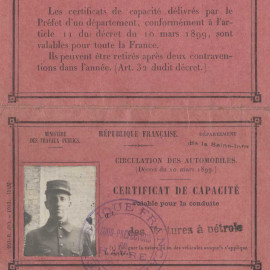 Les certificats de capacité délivrés par le
Préfet d'un département, conformément à l'ar-
ticle 11 du décret du 10 mars 1899, sont
valables pour toute la France.
Ils peuvent être retirés après deux contraven-
tions dans l'année. [Art. 32 dudit décret.]
MINISTÈRE
DES TRAVAUX PUBLICS.
RÉPUBLIQUE FRANÇAISE.
DÉPARTEMENT
CIRCULATION DES AUTOMOBILES.
(Décret du 10 mars 1899)
CERTIFICAT DE CAPACITÉ
valable pour la conduite
des Voitures à pétrole